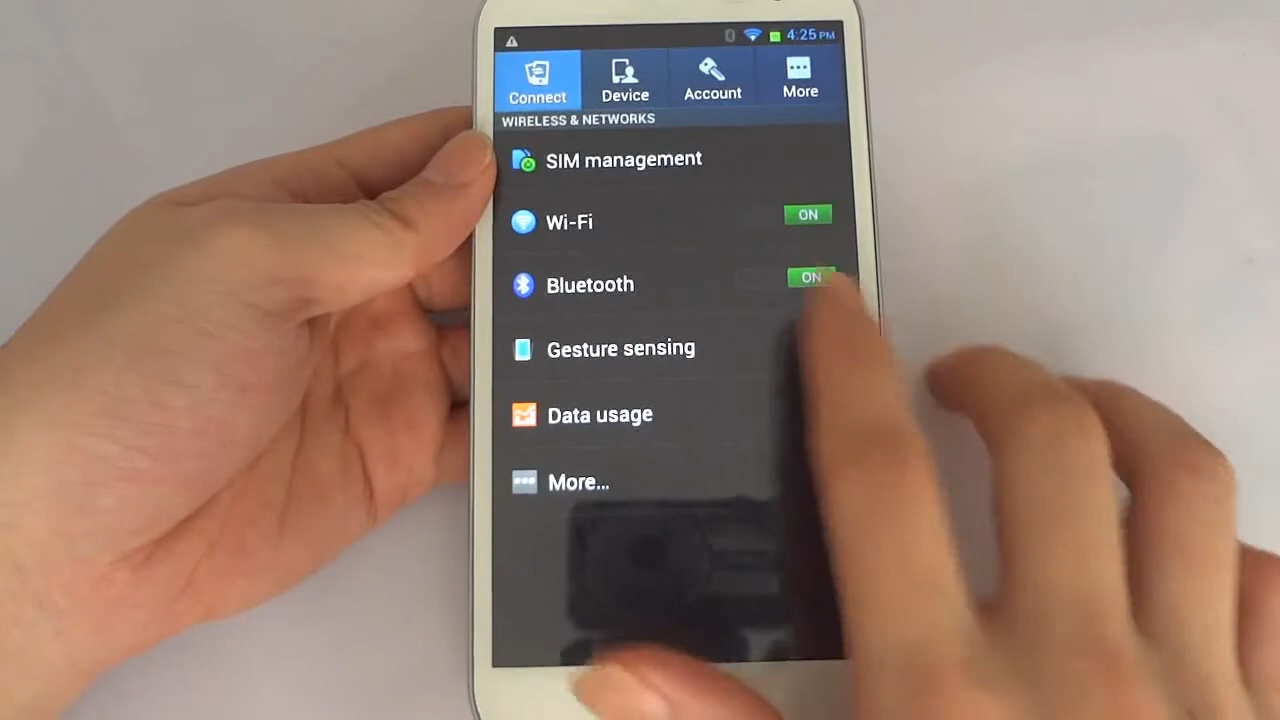 4:25 PM
Connect
Device
Account
More
WIRELESS & NETWORKS
SIM management
Wi-Fi
ON
Bluetooth
ON
Gesture sensing
Data usage
More...